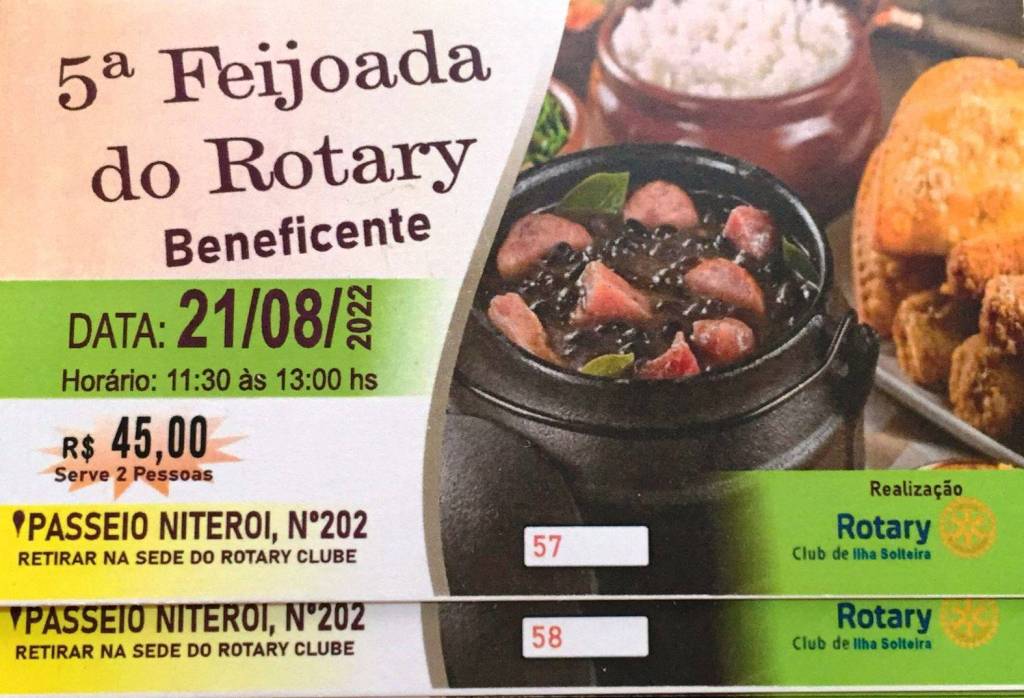 5ª Feijoada
do Rotary
Beneficente
DATA: 21/08/2022
Horário: 11:30 às 13:00 hs
R$ 45,00
Serve 2 Pessoas
PASSEIO NITEROI, N°202
RETIRAR NA SEDE DO ROTARY CLUBE
57
Realização
Rotary
Club de Ilha Solteira
PASSEIO NITEROI, N°202
RETIRAR NA SEDE DO ROTARY CLUBE
58
Rotary
Club de Ilha Solteira